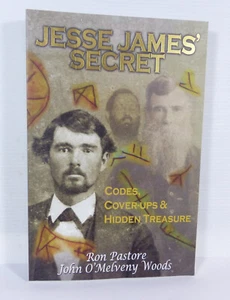 JESSE JAMES'
SECRET
CODES,
COVER-UPS &
HIDDEN TREASURE
Ron Pastore
John O'Melveny Woods